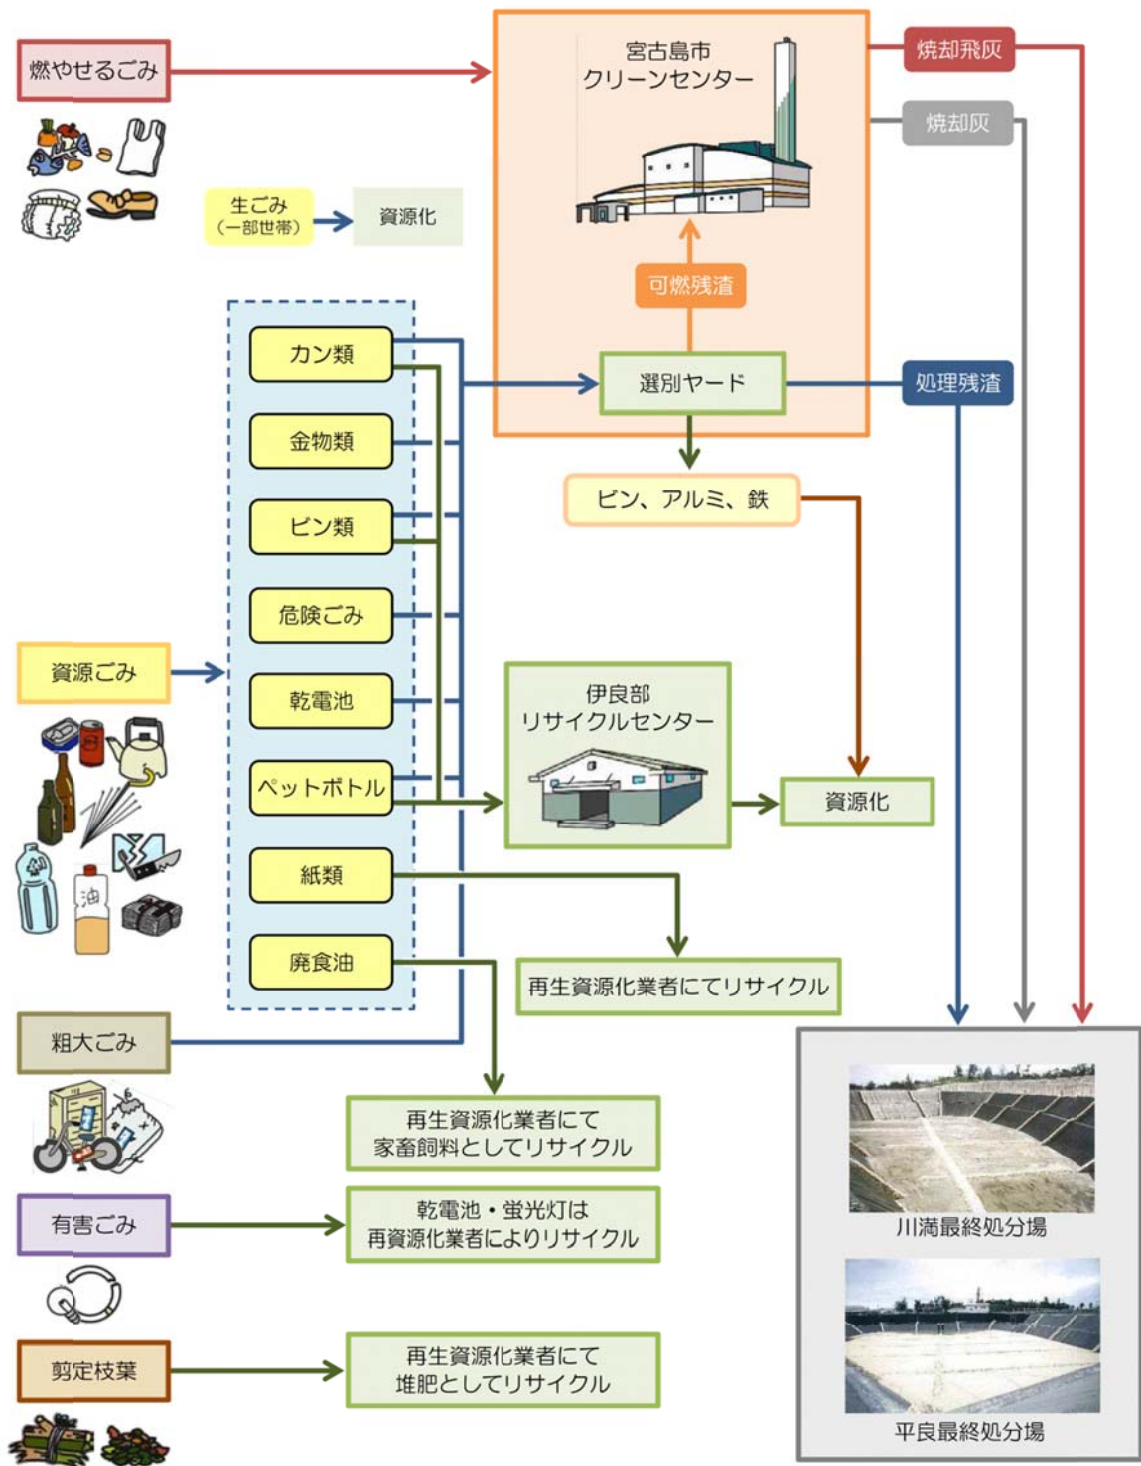 燃やせるごみ
宮古島市
クリーンセンター
焼却飛灰
焼却灰
生ごみ
（一部世帯）
資源化
可燃残渣
カン類
選別ヤード
処理残渣
金物類
ビン、アルミ、鉄
ビン類
危険ごみ
資源ごみ
乾電池
伊良部
リサイクルセンター
ペットボトル
資源化
油
紙類
廃食油
再生資源化業者にてリサイクル
粗大ごみ
再生資源化業者にて
家畜飼料としてリサイクル
有害ごみ
乾電池・蛍光灯は
再資源化業者によりリサイクル
川満最終処分場
剪定枝葉
再生資源化業者にて
堆肥としてリサイクル
平良最終処分場